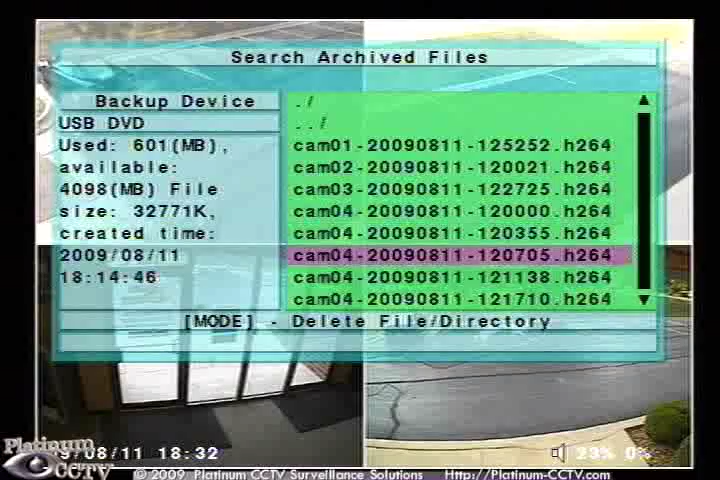 Search Archived Files
Backup Device
USB DVD
Used: 601(MB),
available:
4098(MB) File
size: 32771K,
created time:
2009/08/11
18:14:46
./
../
cam01-20090811-125252.h264
cam02-20090811-120021.h264
cam03-20090811-122725.h264
cam04-20090811-120000.h264
cam04-20090811-120355.h264
cam04-20090811-120705.h264
cam04-20090811-121138.h264
cam04-20090811-121710.h264
[MODE] - Delete File/Directory
09/08/11 18:32
23% 0%
Platinum
CCTV
© 2009 Platinum CCTV Surveillance Solutions Http://Platinum-CCTV.com